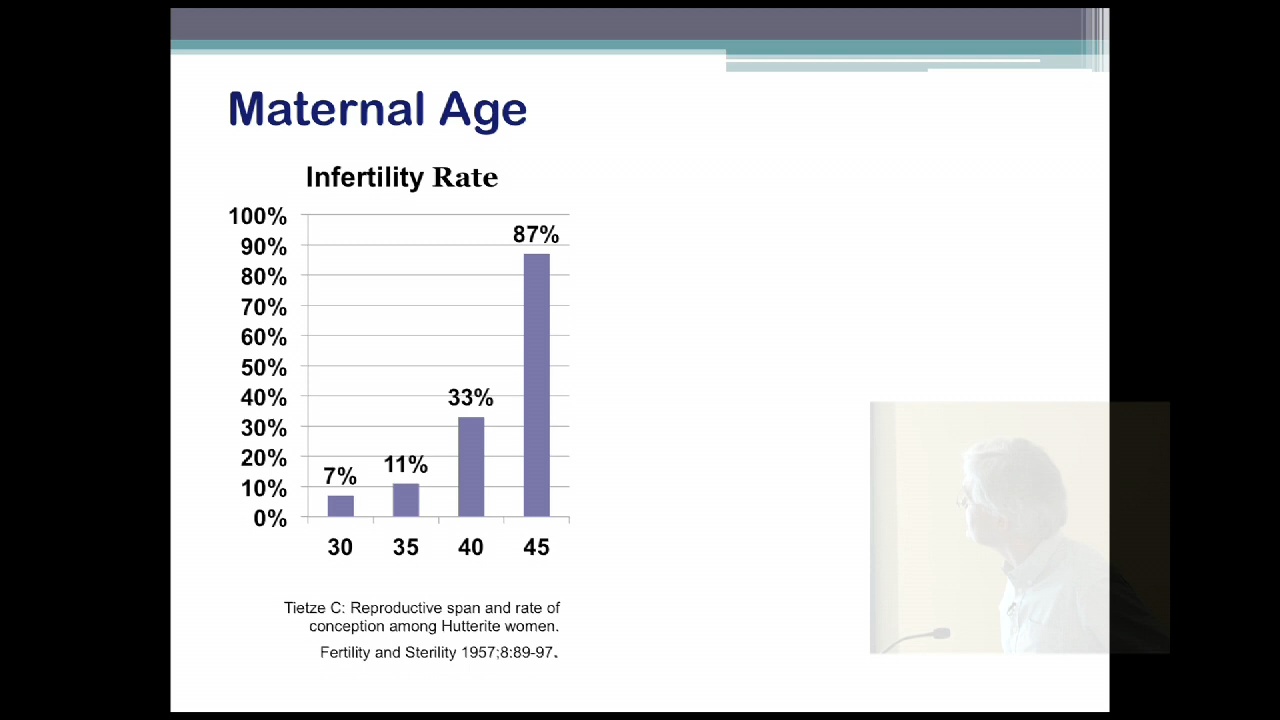 Maternal Age
Infertility Rate
100%
90%
80%
70%
60%
50%
40%
30%
20%
10%
0%
7%
11%
33%
87%
30 35 40 45
Tietze C: Reproductive span and rate of
conception among Hutterite women.
Fertility and Sterility 1957;8:89-97.